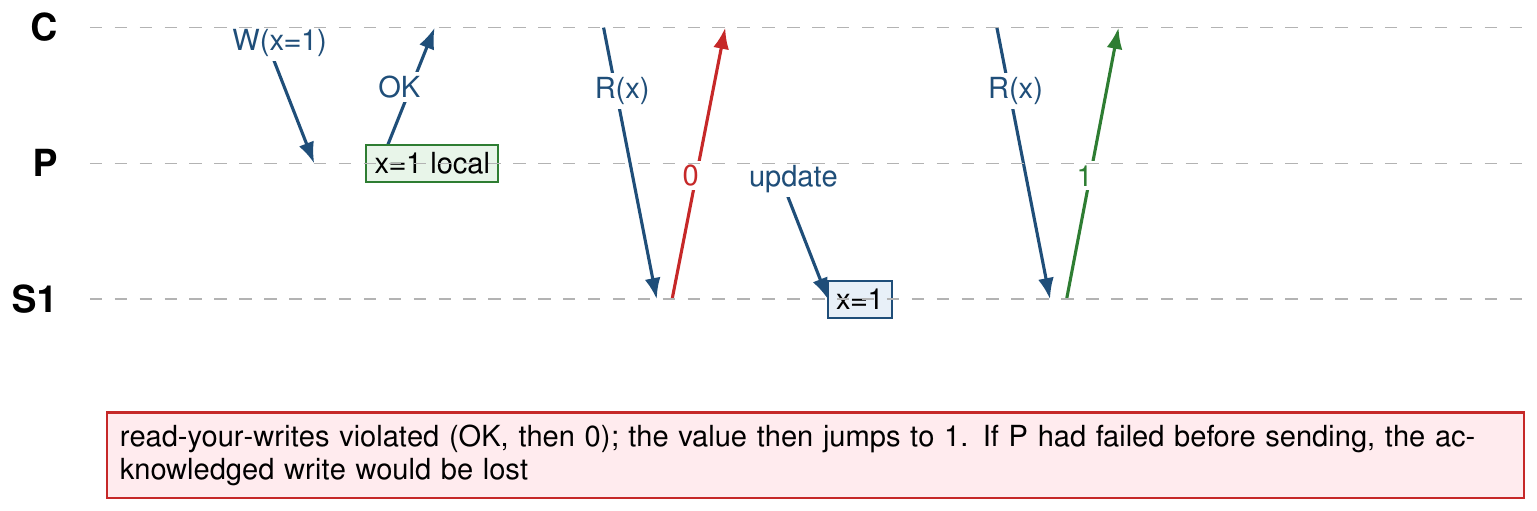 C
W(x=1)
OK
R(x)
R(x)
P
x=1 local
0
update
1
S1
x=1
read-your-writes violated (OK, then 0); the value then jumps to 1. If P had failed before sending, the ac-
knowledged write would be lost